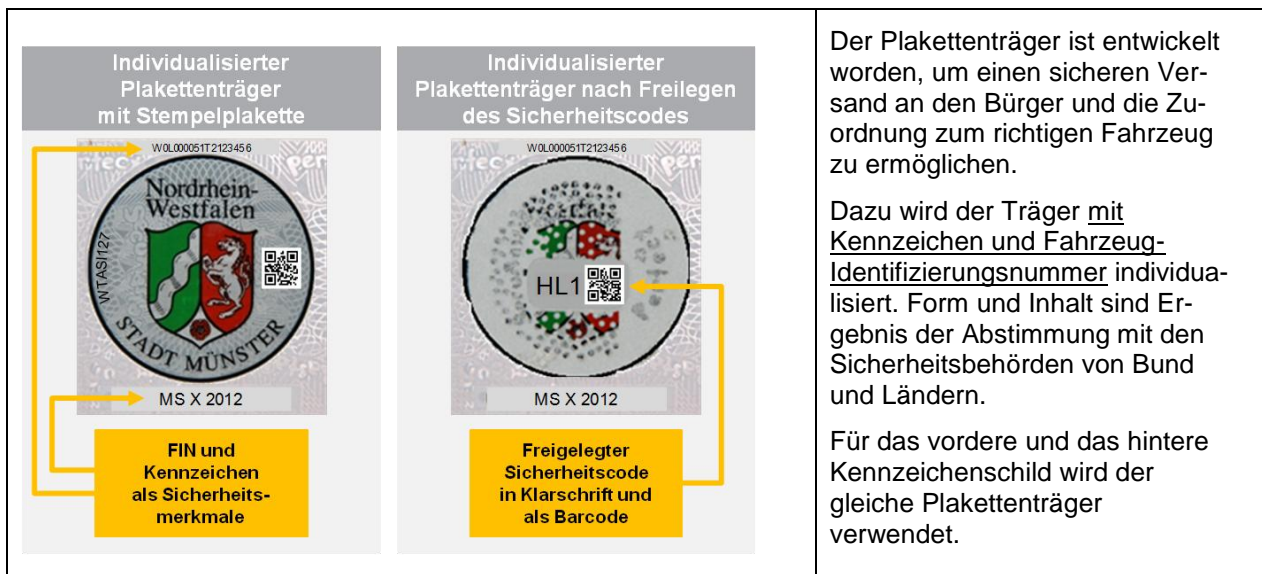 Individualisierter
Plakettenträger
mit Stempelplakette
W0L000051T2123456
Nordrhein-
Westfalen
WTASI127
STADT MÜNSTER
MS X 2012
FIN und
Kennzeichen
als Sicherheits-
merkmale
Individualisierter
Plakettenträger nach Freilegen
des Sicherheitscodes
W0L000051T2123456
HL1
MS X 2012
Freigelegter
Sicherheitscode
in Klarschrift und
als Barcode
Der Plakettenträger ist entwickelt
worden, um einen sicheren Ver-
sand an den Bürger und die Zu-
ordnung zum richtigen Fahrzeug
zu ermöglichen.
Dazu wird der Träger mit
Kennzeichen und Fahrzeug-
Identifizierungsnummer individua-
lisiert. Form und Inhalt sind Er-
gebnis der Abstimmung mit den
Sicherheitsbehörden von Bund
und Ländern.
Für das vordere und das hintere
Kennzeichenschild wird der
gleiche Plakettenträger
verwendet.